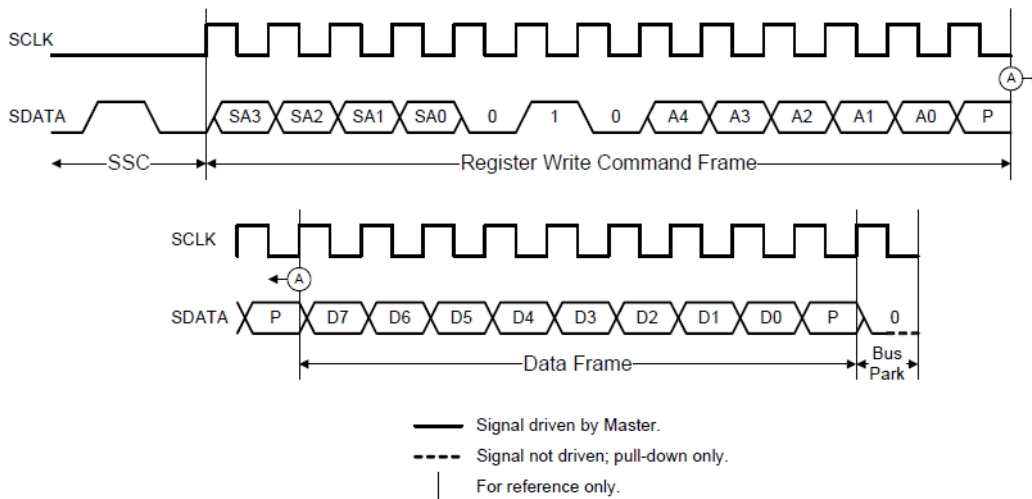 SCLK
A
SDATA SA3 SA2 SA1 SA0 0 1 0 A4 A3 A2 A1 A0 P
SSC Register Write Command Frame
SCLK
A
SDATA P D7 D6 D5 D4 D3 D2 D1 D0 P 0
Data Frame Bus
Park
Signal driven by Master.
Signal not driven; pull-down only.
For reference only.